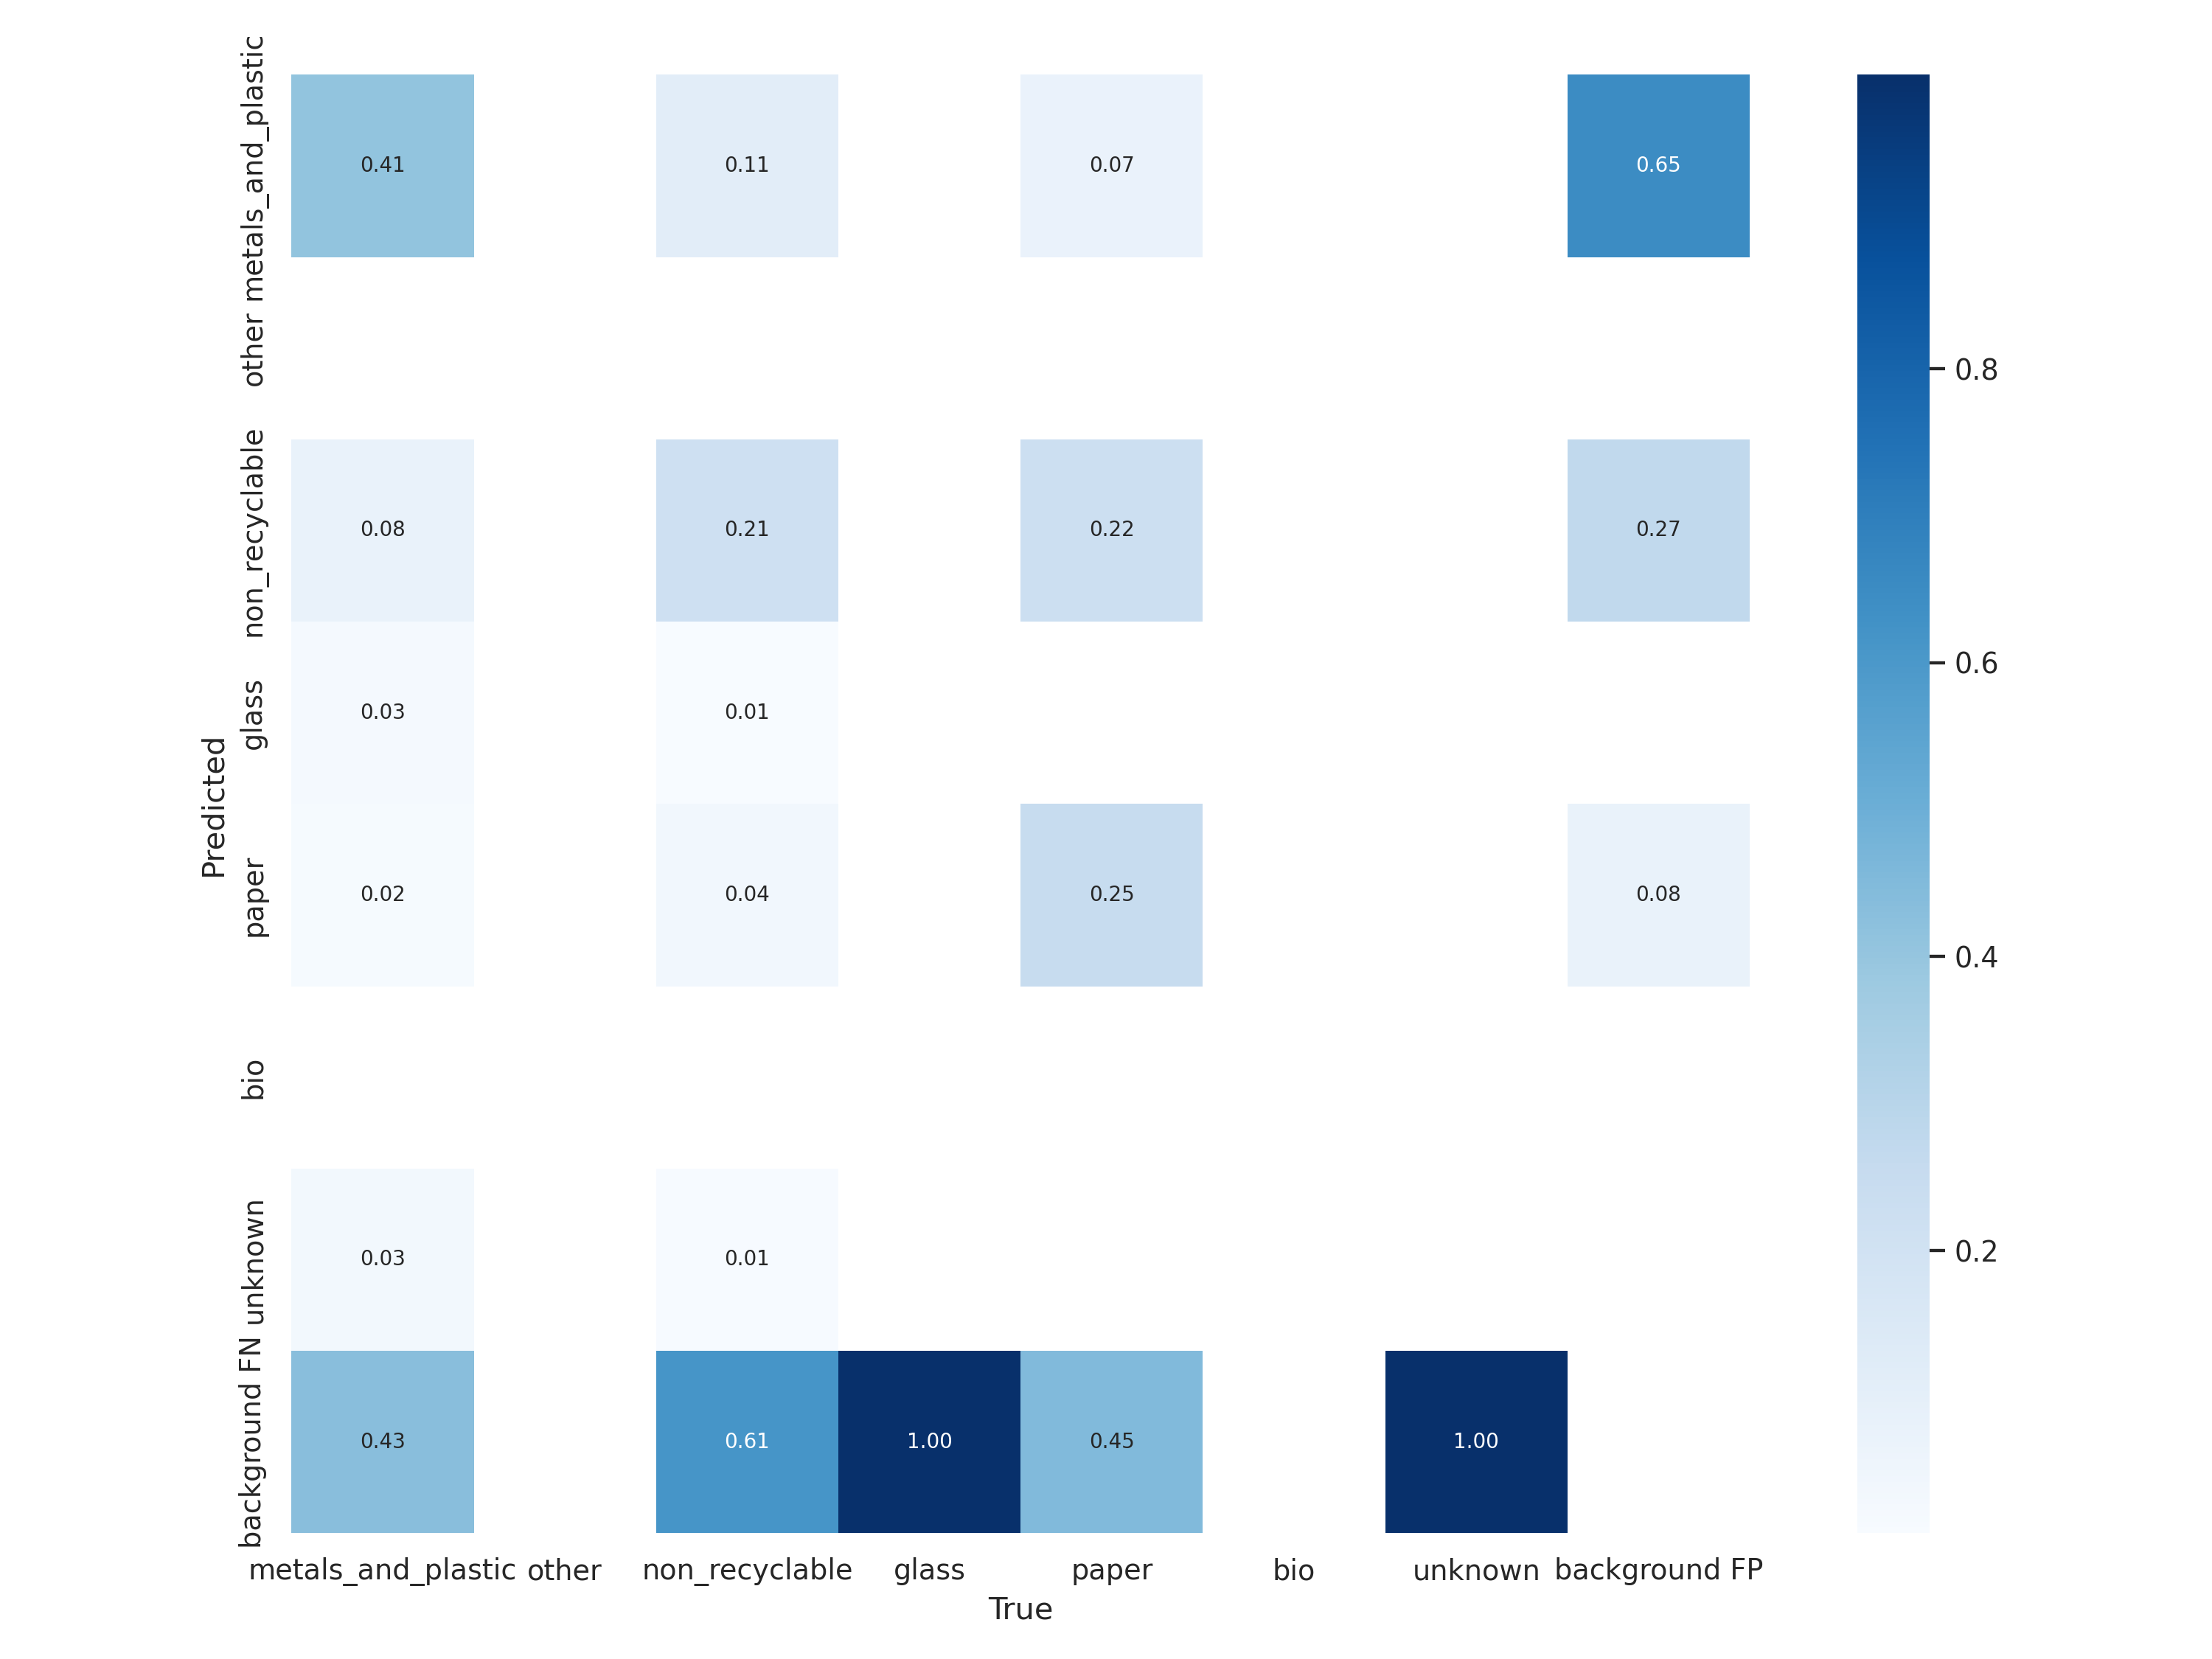 metals_and_plastic
other
non_recyclable
glass
paper
bio
unknown
background FN
Predicted
0.41 0.11 0.07 0.65
0.08 0.21 0.22 0.27
0.03 0.01
0.02 0.04 0.25 0.08
0.03 0.01
0.43 0.61 1.00 0.45 1.00
metals_and_plastic other non_recyclable glass paper bio unknown background FP
True
0.8
0.6
0.4
0.2